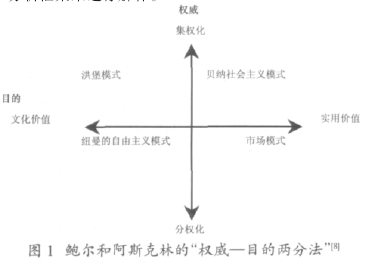 权威
集权化
洪堡模式 贝纳社会主义模式
目的
文化价值 实用价值
纽曼的自由主义模式 市场模式
分权化
图 1 鲍尔和阿斯克林的“权威—目的两分法”[8]